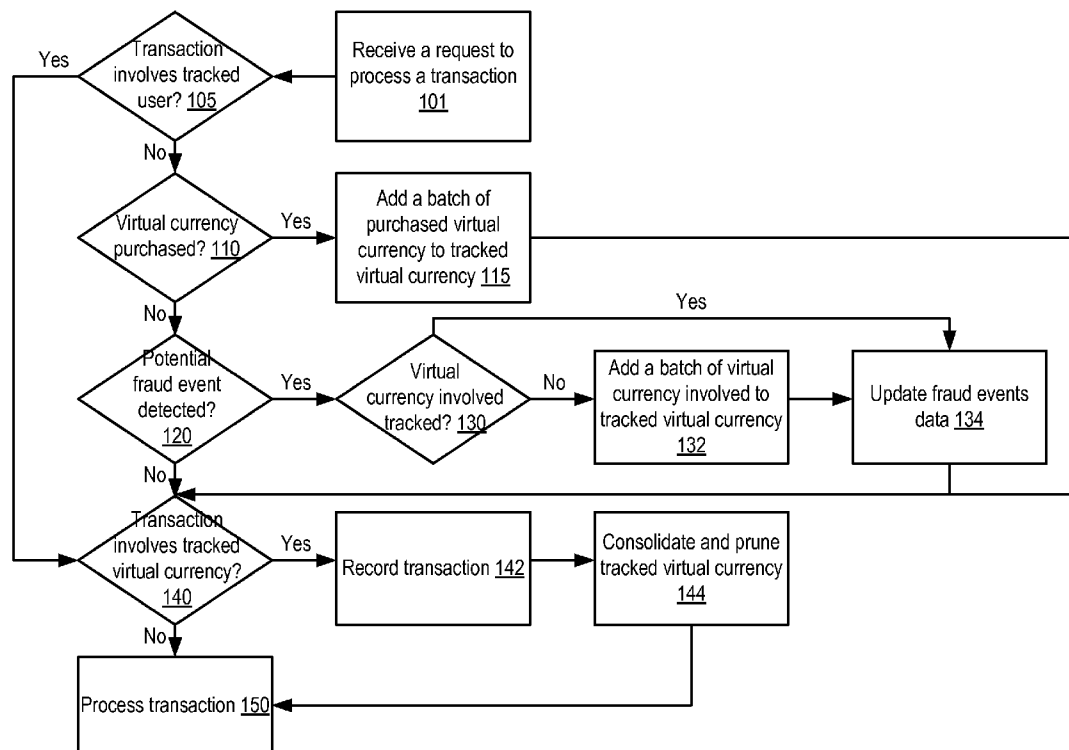 Receive a request to
process a transaction
101
Yes
Transaction
involves tracked
user? 105
No
Virtual currency
purchased? 110
Yes
Add a batch of
purchased virtual
currency to tracked
virtual currency 115
No
Potential
fraud event
detected?
120
Yes
Virtual
currency involved
tracked? 130
Yes
No
Add a batch of virtual
currency involved to
tracked virtual currency
132
Update fraud events
data 134
No
Transaction
involves tracked
virtual currency?
140
Yes
Record transaction 142
Consolidate and prune
tracked virtual currency
144
No
Process transaction 150